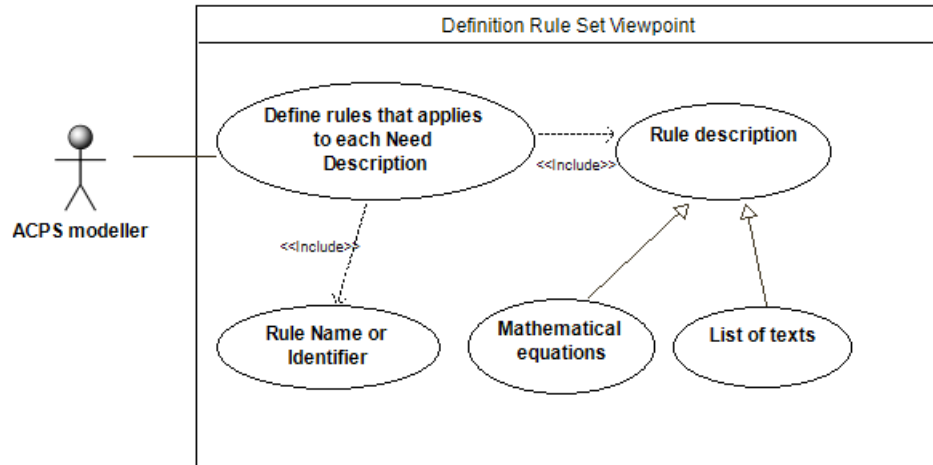 Definition Rule Set Viewpoint
Define rules that applies
to each Need
Description
Rule description
<<Include>>
ACPS modeller
<<Include>>
Rule Name or
Identifier
Mathematical
equations
List of texts